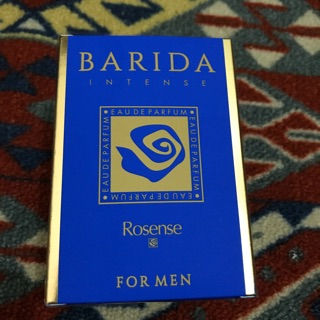 BARIDA
INTENSE
EAU DE PARFUM
EAU DE PARFUM
EAU DE PARFUM
EAU DE PARFUM
Rosense
FOR MEN